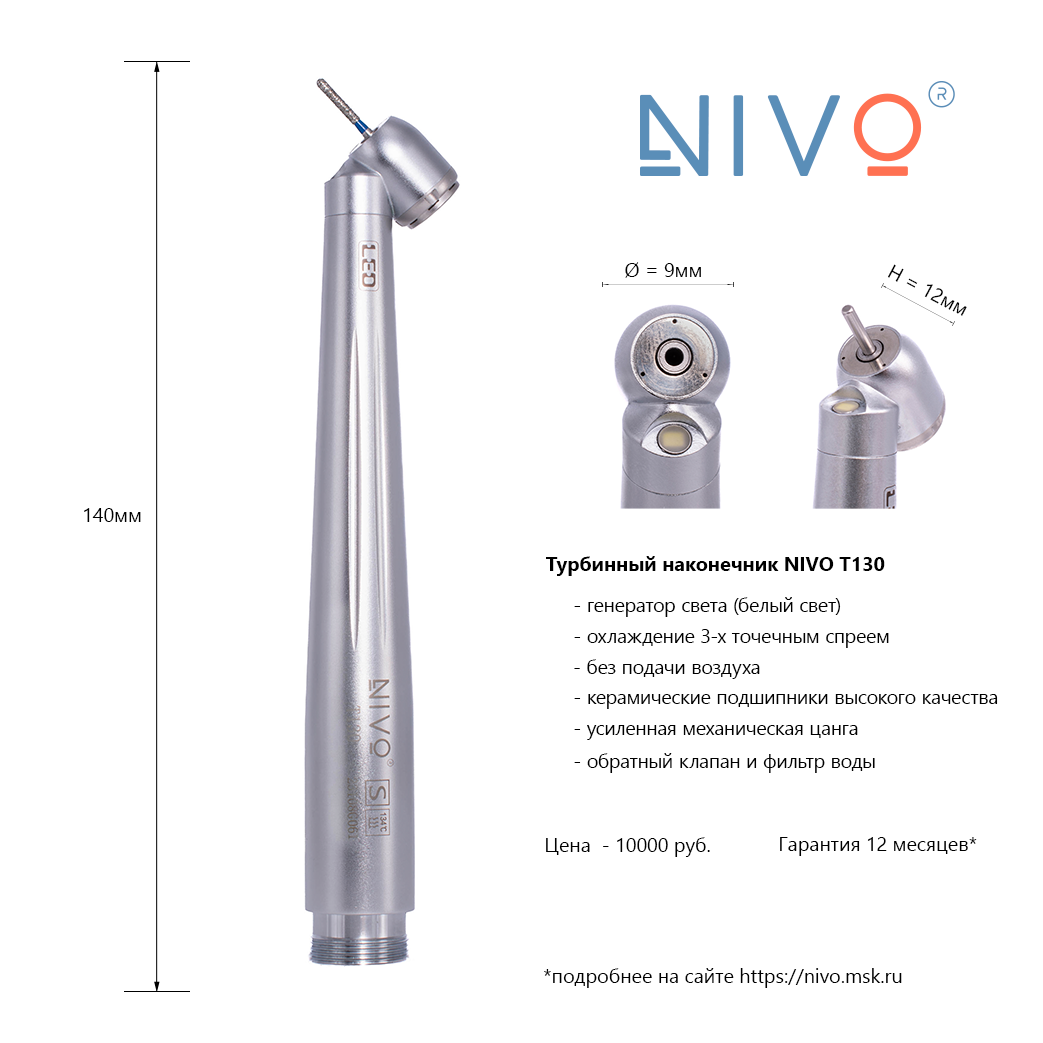 NIVO®
Ø = 9мм
H = 12мм
LED
140мм
Турбинный наконечник NIVO T130
- генератор света (белый свет)
- охлаждение 3-х точечным спреем
- без подачи воздуха
- керамические подшипники высокого качества
- усиленная механическая цанга
- обратный клапан и фильтр воды
NIVO®
S
134°C
Цена - 10000 руб.
Гарантия 12 месяцев*
*подробнее на сайте https://nivo.msk.ru